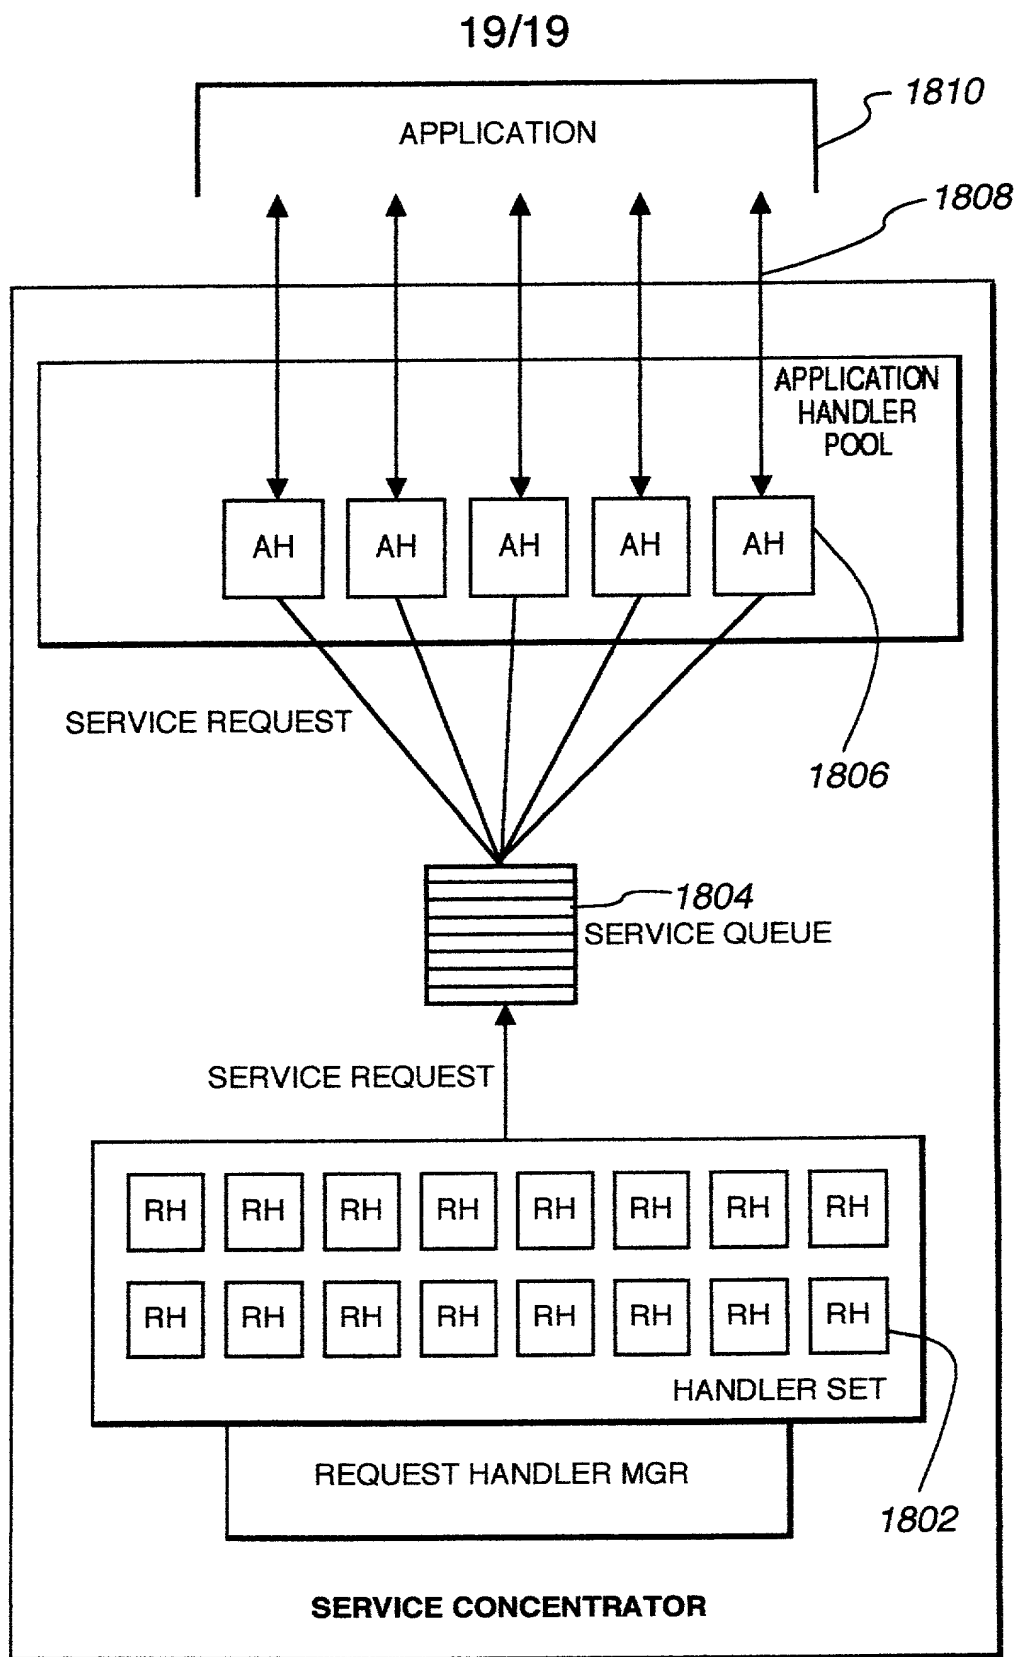 19/19
APPLICATION
1810
1808
APPLICATION
HANDLER
POOL
AH AH AH AH AH
SERVICE REQUEST
1806
1804
SERVICE QUEUE
SERVICE REQUEST
RH RH RH RH RH RH RH RH
RH RH RH RH RH RH RH RH
HANDLER SET
REQUEST HANDLER MGR
1802
SERVICE CONCENTRATOR